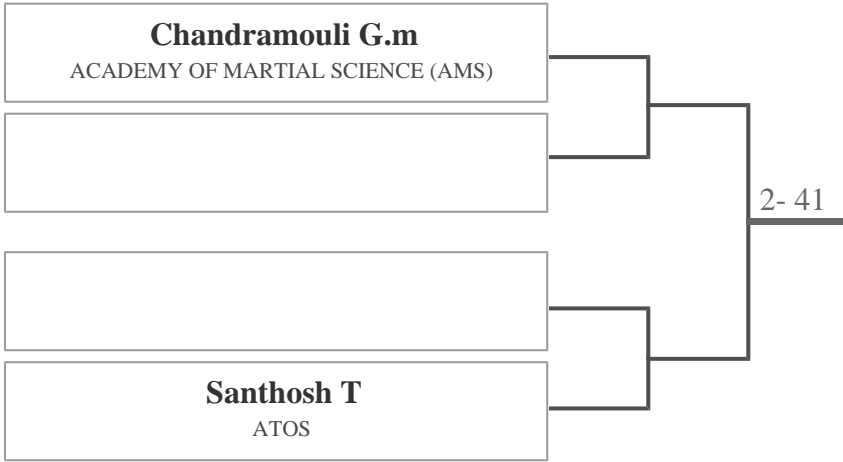 Chandramouli G.m
ACADEMY OF MARTIAL SCIENCE (AMS)
2- 41
Santhosh T
ATOS